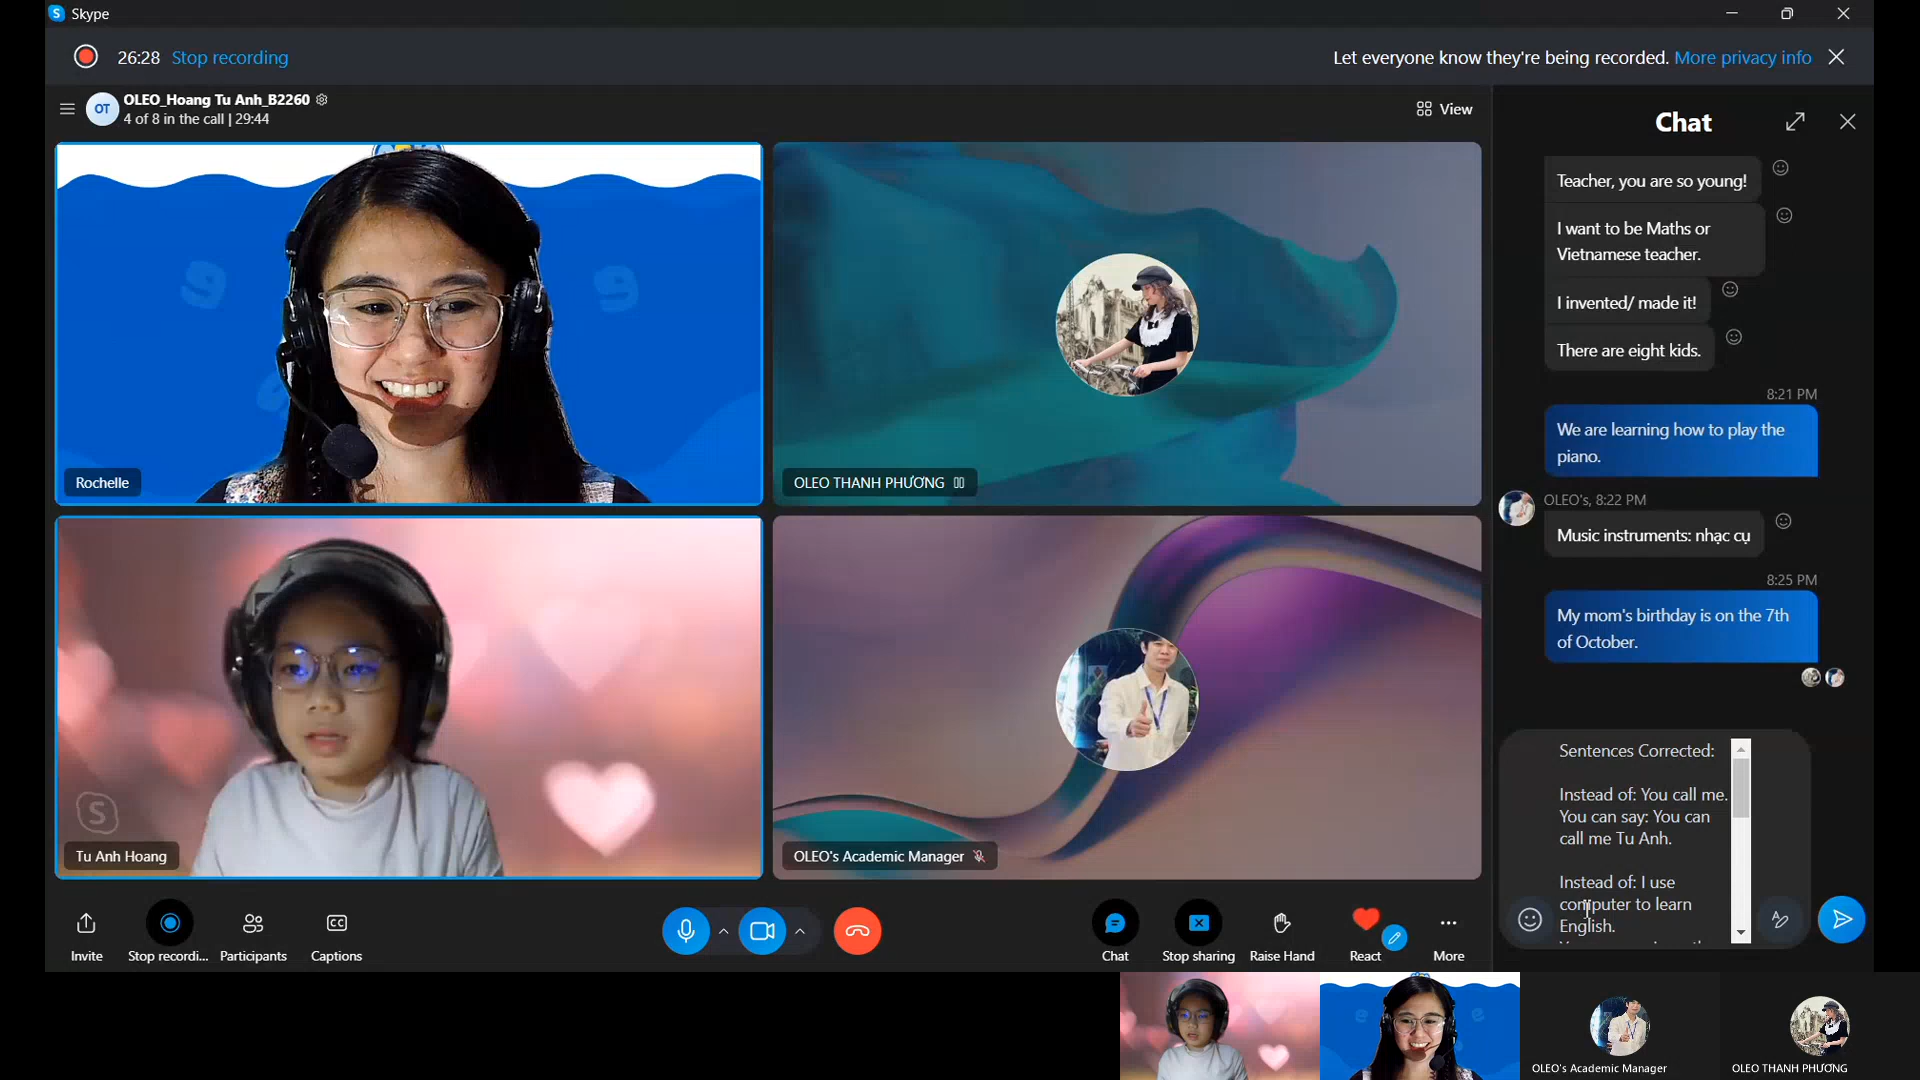 Skype
26:28 Stop recording
Let everyone know they're being recorded. More privacy info
OT
OLEO_Hoang Tu Anh_B2260
4 of 8 in the call | 29:44
View
Rochelle
OLEO THANH PHƯƠNG
Tu Anh Hoang
OLEO's Academic Manager
Chat
Teacher, you are so young!
I want to be Maths or
Vietnamese teacher.
I invented/ made it!
There are eight kids.
8:21 PM
We are learning how to play the
piano.
OLEO's, 8:22 PM
Music instruments: nhạc cụ
8:25 PM
My mom's birthday is on the 7th
of October.
Sentences Corrected:
Instead of: You call me.
You can say: You can
call me Tu Anh.
Instead of: I use
computer to learn
English.
Invite
Stop recordi...
Participants
Captions
Chat
Stop sharing
Raise Hand
React
More
OLEO's Academic Manager
OLEO THANH PHƯƠNG